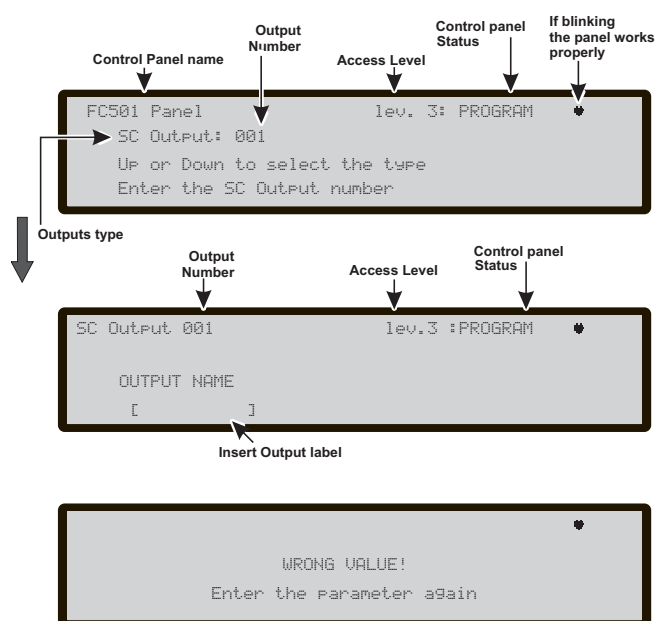 Control Panel name
Output
Number
Access Level
Control panel
Status
If blinking
the panel works
properly
FC501 Panel lev. 3: PROGRAM
SC Output: 001
Up or Down to select the type
Enter the SC Output number
Outputs type
Output
Number
Access Level
Control panel
Status
SC Output 001 lev.3 :PROGRAM
OUTPUT NAME
[ ]
Insert Output label
WRONG VALUE!
Enter the parameter again